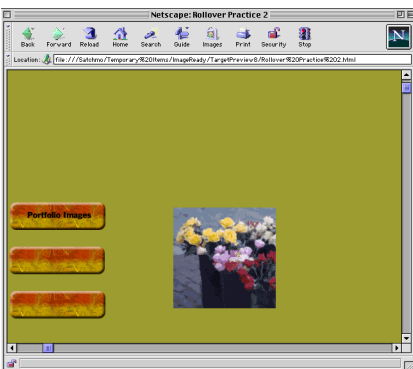 Netscape: Rollover Practice 2
Back Forward Reload Home Search Guide Images Print Security Stop
N
Location: file:///Satchmo/Temporary%20Items/ImageReady/TargetPreview8/Rollover%20Practice%202.html
Portfolio Images